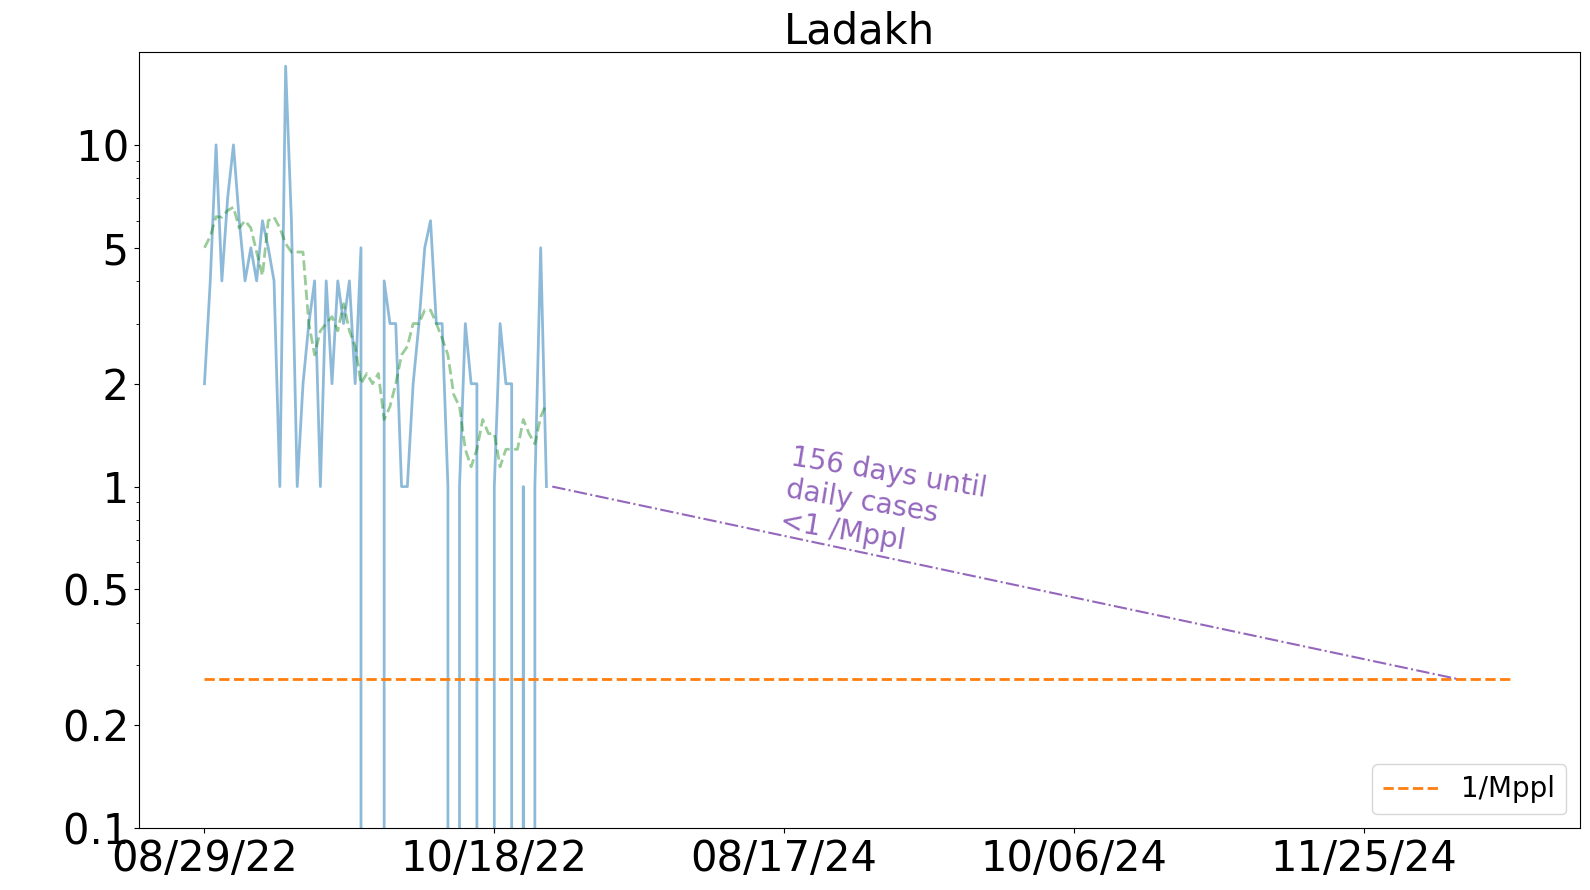 Ladakh
10
5
2
1
0.5
0.2
0.1
156 days until
daily cases
<1 /Mppl
1/Mppl
08/29/22
10/18/22
08/17/24
10/06/24
11/25/24